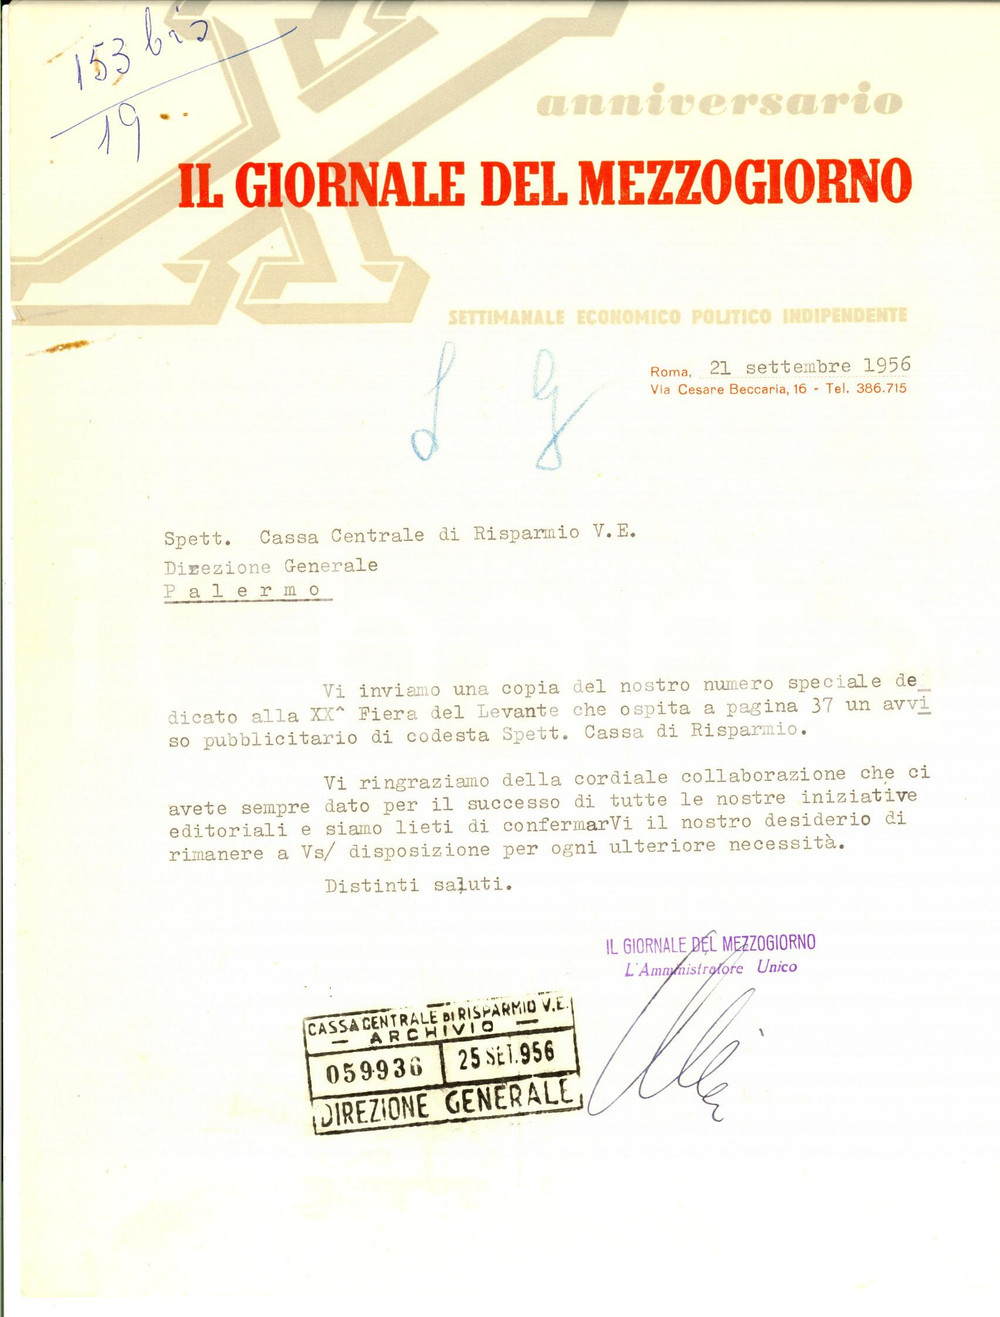 153 bis
19
anniversario
IL GIORNALE DEL MEZZOGIORNO
SETTIMANALE ECONOMICO POLITICO INDIPENDENTE
Roma, 21 settembre 1956
Via Cesare Beccaria, 16 - Tel. 386.715
Spett. Cassa Centrale di Risparmio V.E.
Direzione Generale
P a l e r m o
Vi inviamo una copia del nostro numero speciale de_
dicato alla XX^ Fiera del Levante che ospita a pagina 37 un avvi
so pubblicitario di codesta Spett. Cassa di Risparmio.
Vi ringraziamo della cordiale collaborazione che ci
avete sempre dato per il successo di tutte le nostre iniziative
editoriali e siamo lieti di confermarVi il nostro desiderio di
rimanere a Vs/ disposizione per ogni ulteriore necessità.
Distinti saluti.
IL GIORNALE DEL MEZZOGIORNO
L'Amministratore Unico
CASSA CENTRALE DI RISPARMIO V.E.
— ARCHIVIO —
059936
25 SET. 956
DIREZIONE GENERALE